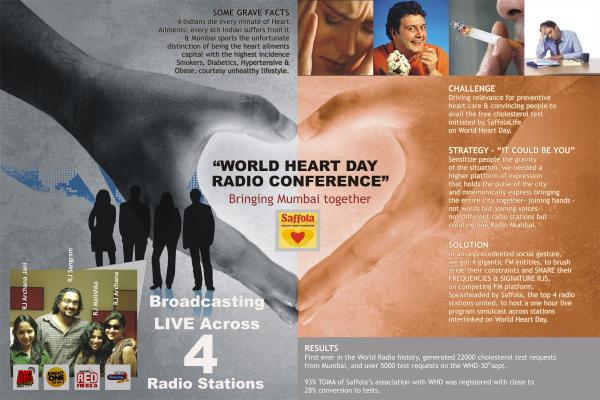 SOME GRAVE FACTS
4 Indians die every minute of Heart
Ailments; every 6th Indian suffers from it
& Mumbai sports the unfortunate
distinction of being the heart ailments
capital with the highest incidence
Smokers, Diabetics, Hypertensive &
Obese, courtesy unhealthy lifestyle.
CHALLENGE
Driving relevance for preventive
heart care & convincing people to
avail the free cholesterol test
initiated by SaffolaLife
on World Heart Day.
STRATEGY - "IT COULD BE YOU"
Sensitize people the gravity
of the situation, we needed a
higher platform of expression
that holds the pulse of the city
and mnemonically express bringing
the entire city together- joining hands -
not words but joining voices-
not different radio stations but
creating one Radio Mumbai.
SOLUTION
In an unprecedented social gesture,
we got 4 gigantic FM entities, to brush
aside their constraints and SHARE their
FREQUENCIES & SIGNATURE RJS,
on competing FM platform.
Spearheaded by Saffola, the top 4 radio
stations united, to host a one hour live
program simulcast across stations
interlinked on World Heart Day.
"WORLD HEART DAY
RADIO CONFERENCE"
Bringing Mumbai together
Saffola
RJ Archana Jani
RJ Sangram
RJ Malishka
RJ Archana
RADIO ONE
RED
FM 93.5
Broadcasting
LIVE Across
4
Radio Stations
RESULTS
First ever in the World Radio history, generated 22000 cholesterol test requests
from Mumbai, and over 5000 test requests on the WHD-30th sept.
93% TOMA of Saffola's association with WHD was registered with close to
28% conversion to tests.